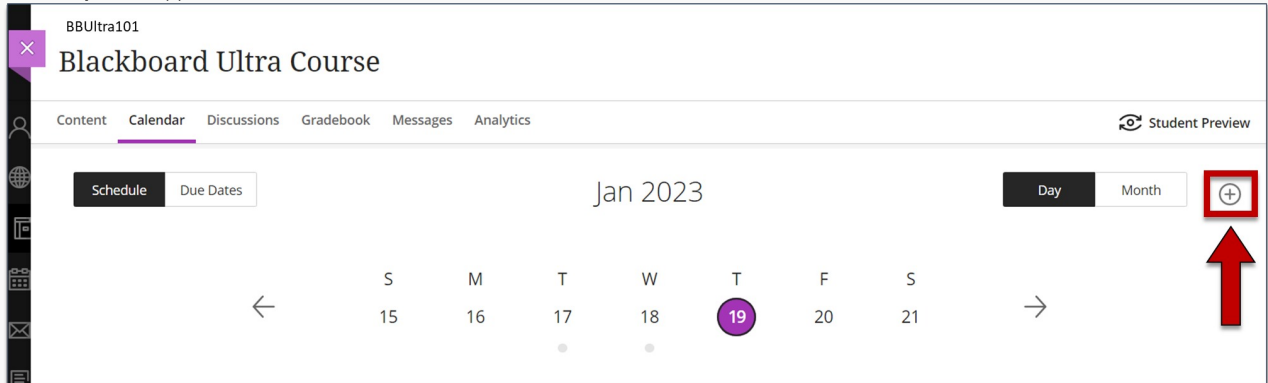 BBUltra101
Blackboard Ultra Course
Content Calendar Discussions Gradebook Messages Analytics Student Preview
Schedule Due Dates Jan 2023 Day Month
S M T W T F S
15 16 17 18 19 20 21